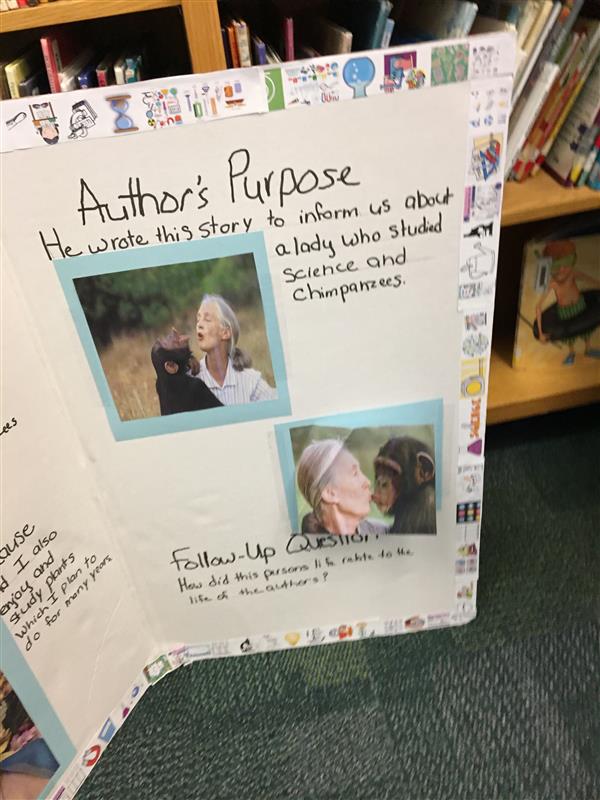 Author's Purpose
He wrote this story to inform us about
a lady who studied
science and
chimpanzees.
Follow-Up Question
How did this persons life relate to the
life of the authors?
I also
enjoy and
study plants
which I plan to
do for many years